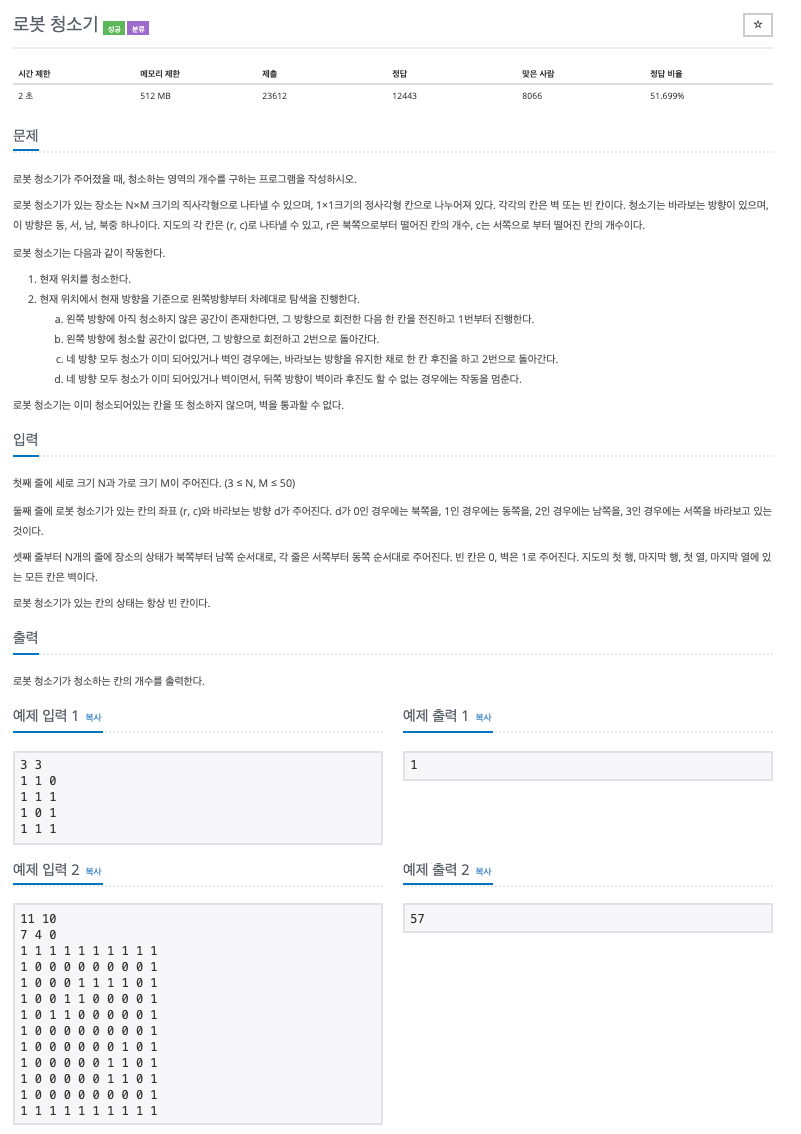 로봇 청소기 성공 분류
☆
시간 제한 메모리 제한 제출 정답 맞은 사람 정답 비율
2 초 512 MB 23612 12443 8066 51.699%
문제
로봇 청소기가 주어졌을 때, 청소하는 영역의 개수를 구하는 프로그램을 작성하시오.
로봇 청소기가 있는 장소는 N×M 크기의 직사각형으로 나타낼 수 있으며, 1×1크기의 정사각형 칸으로 나누어져 있다. 각각의 칸은 벽 또는 빈 칸이다. 청소기는 바라보는 방향이 있으며,
이 방향은 동, 서, 남, 북중 하나이다. 지도의 각 칸은 (r, c)로 나타낼 수 있고, r은 북쪽으로부터 떨어진 칸의 개수, c는 서쪽으로 부터 떨어진 칸의 개수이다.
로봇 청소기는 다음과 같이 작동한다.
1. 현재 위치를 청소한다.
2. 현재 위치에서 현재 방향을 기준으로 왼쪽방향부터 차례대로 탐색을 진행한다.
a. 왼쪽 방향에 아직 청소하지 않은 공간이 존재한다면, 그 방향으로 회전한 다음 한 칸을 전진하고 1번부터 진행한다.
b. 왼쪽 방향에 청소할 공간이 없다면, 그 방향으로 회전하고 2번으로 돌아간다.
c. 네 방향 모두 청소가 이미 되어있거나 벽인 경우에는, 바라보는 방향을 유지한 채로 한 칸 후진을 하고 2번으로 돌아간다.
d. 네 방향 모두 청소가 이미 되어있거나 벽이면서, 뒤쪽 방향이 벽이라 후진도 할 수 없는 경우에는 작동을 멈춘다.
로봇 청소기는 이미 청소되어있는 칸을 또 청소하지 않으며, 벽을 통과할 수 없다.
입력
첫째 줄에 세로 크기 N과 가로 크기 M이 주어진다. (3 ≤ N, M ≤ 50)
둘째 줄에 로봇 청소기가 있는 칸의 좌표 (r, c)와 바라보는 방향 d가 주어진다. d가 0인 경우에는 북쪽을, 1인 경우에는 동쪽을, 2인 경우에는 남쪽을, 3인 경우에는 서쪽을 바라보고 있는
것이다.
셋째 줄부터 N개의 줄에 장소의 상태가 북쪽부터 남쪽 순서대로, 각 줄은 서쪽부터 동쪽 순서대로 주어진다. 빈 칸은 0, 벽은 1로 주어진다. 지도의 첫 행, 마지막 행, 첫 열, 마지막 열에 있
는 모든 칸은 벽이다.
로봇 청소기가 있는 칸의 상태는 항상 빈 칸이다.
출력
로봇 청소기가 청소하는 칸의 개수를 출력한다.
예제 입력 1 복사
3 3
1 1 0
1 1 1
1 0 1
1 1 1
예제 출력 1 복사
1
예제 입력 2 복사
11 10
7 4 0
1 1 1 1 1 1 1 1 1 1
1 0 0 0 0 0 0 0 0 1
1 0 0 0 1 1 1 1 0 1
1 0 0 1 1 0 0 0 0 1
1 0 1 1 0 0 0 0 0 1
1 0 0 0 0 0 0 0 0 1
1 0 0 0 0 0 0 1 0 1
1 0 0 0 0 0 1 1 0 1
1 0 0 0 0 0 1 1 0 1
1 0 0 0 0 0 0 0 0 1
1 1 1 1 1 1 1 1 1 1
예제 출력 2 복사
57